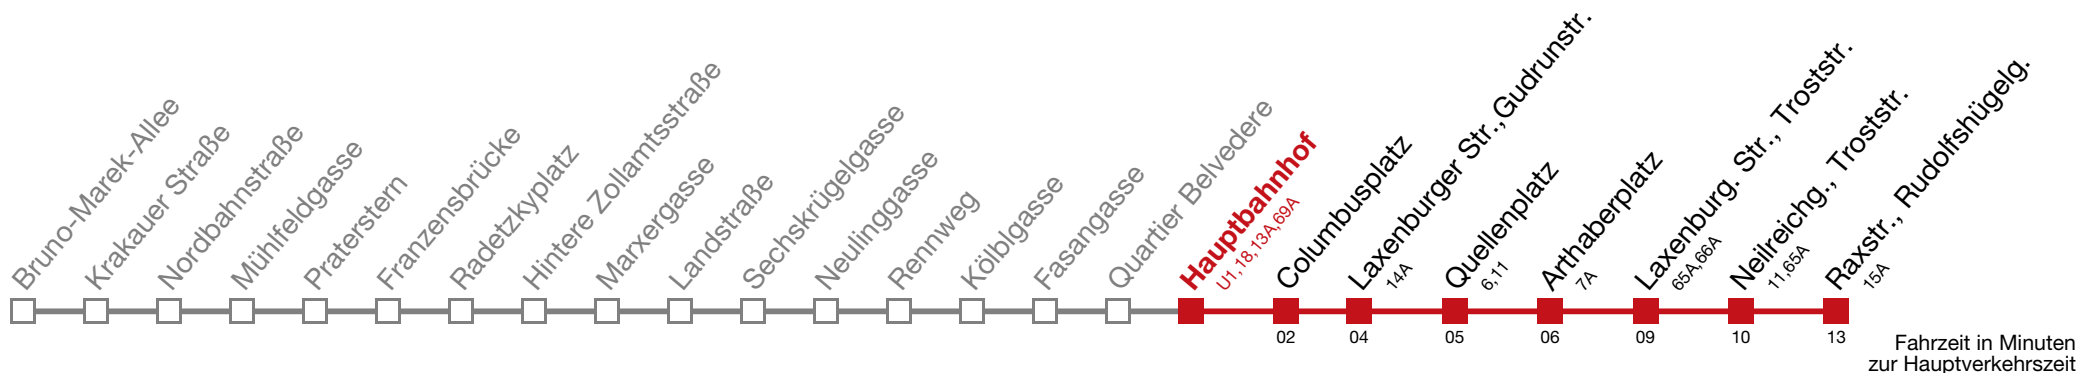 Bruno-Marek-Allee
Krakauer Straße
Nordbahnstraße
Mühlfeldgasse
Praterstern
Franzensbrücke
Radetzkyplatz
Hintere Zollamtsstraße
Marxergasse
Landstraße
Sechskrügelgasse
Neulinggasse
Rennweg
Kölblgasse
Fasangasse
Quartier Belvedere
Hauptbahnhof
U1,18,13A,69A
Columbusplatz
02
Laxenburger Str.,Gudrunstr.
14A
04
Quellenplatz
6,11
05
Arthaberplatz
7A
06
Laxenburg. Str., Troststr.
65A,66A
09
Neilreichg., Troststr.
11,65A
10
Raxstr., Rudolfshügelg.
15A
13
Fahrzeit in Minuten
zur Hauptverkehrszeit